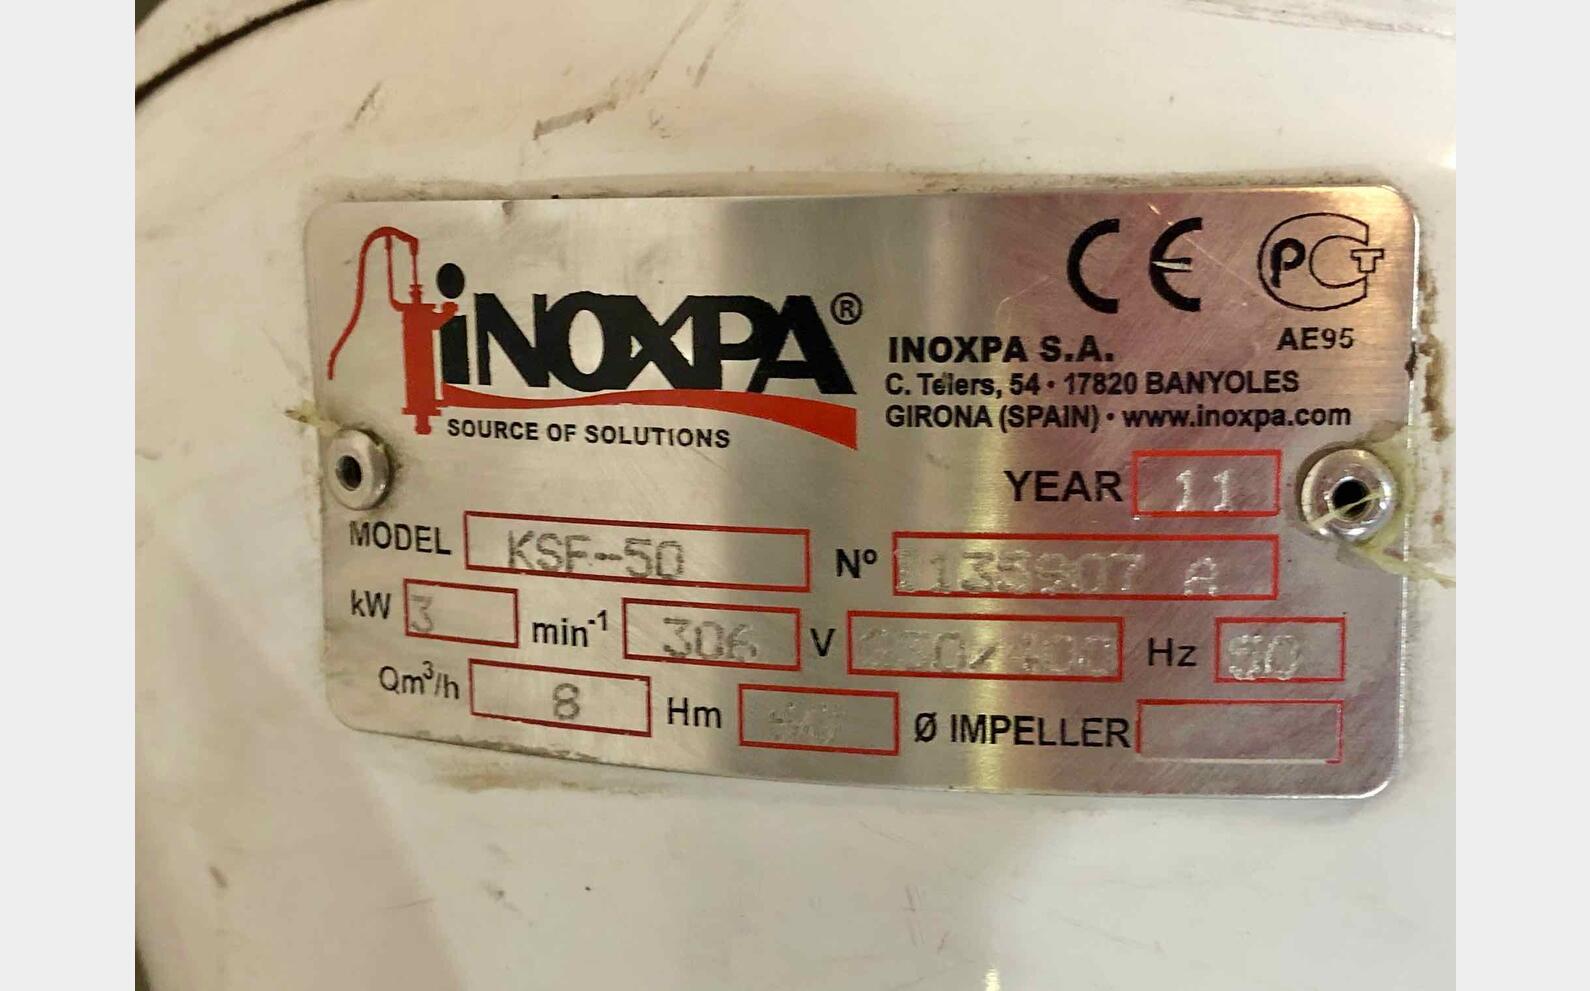 CE
PCT
AE95
iNOXPA®
SOURCE OF SOLUTIONS
INOXPA S.A.
C. Telers, 54 · 17820 BANYOLES
GIRONA (SPAIN) · www.inoxpa.com
YEAR 11
MODEL KSF-50 Nº A
kW 3 min-1 306 V Hz
Qm3/h 8 Hm Ø IMPELLER